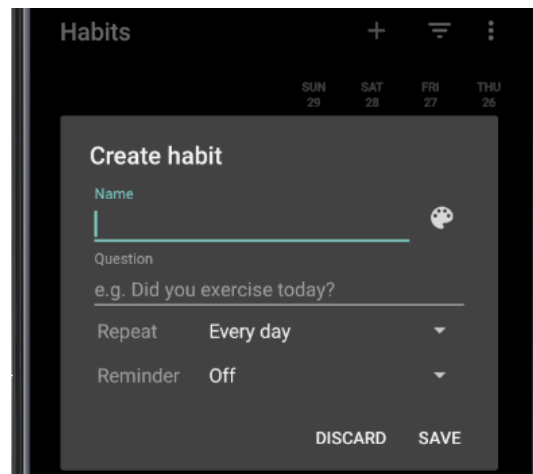 Habits
SUN SAT FRI THU
29 28 27 26
Create habit
Name
Question
e.g. Did you exercise today?
Repeat Every day
Reminder Off
DISCARD SAVE